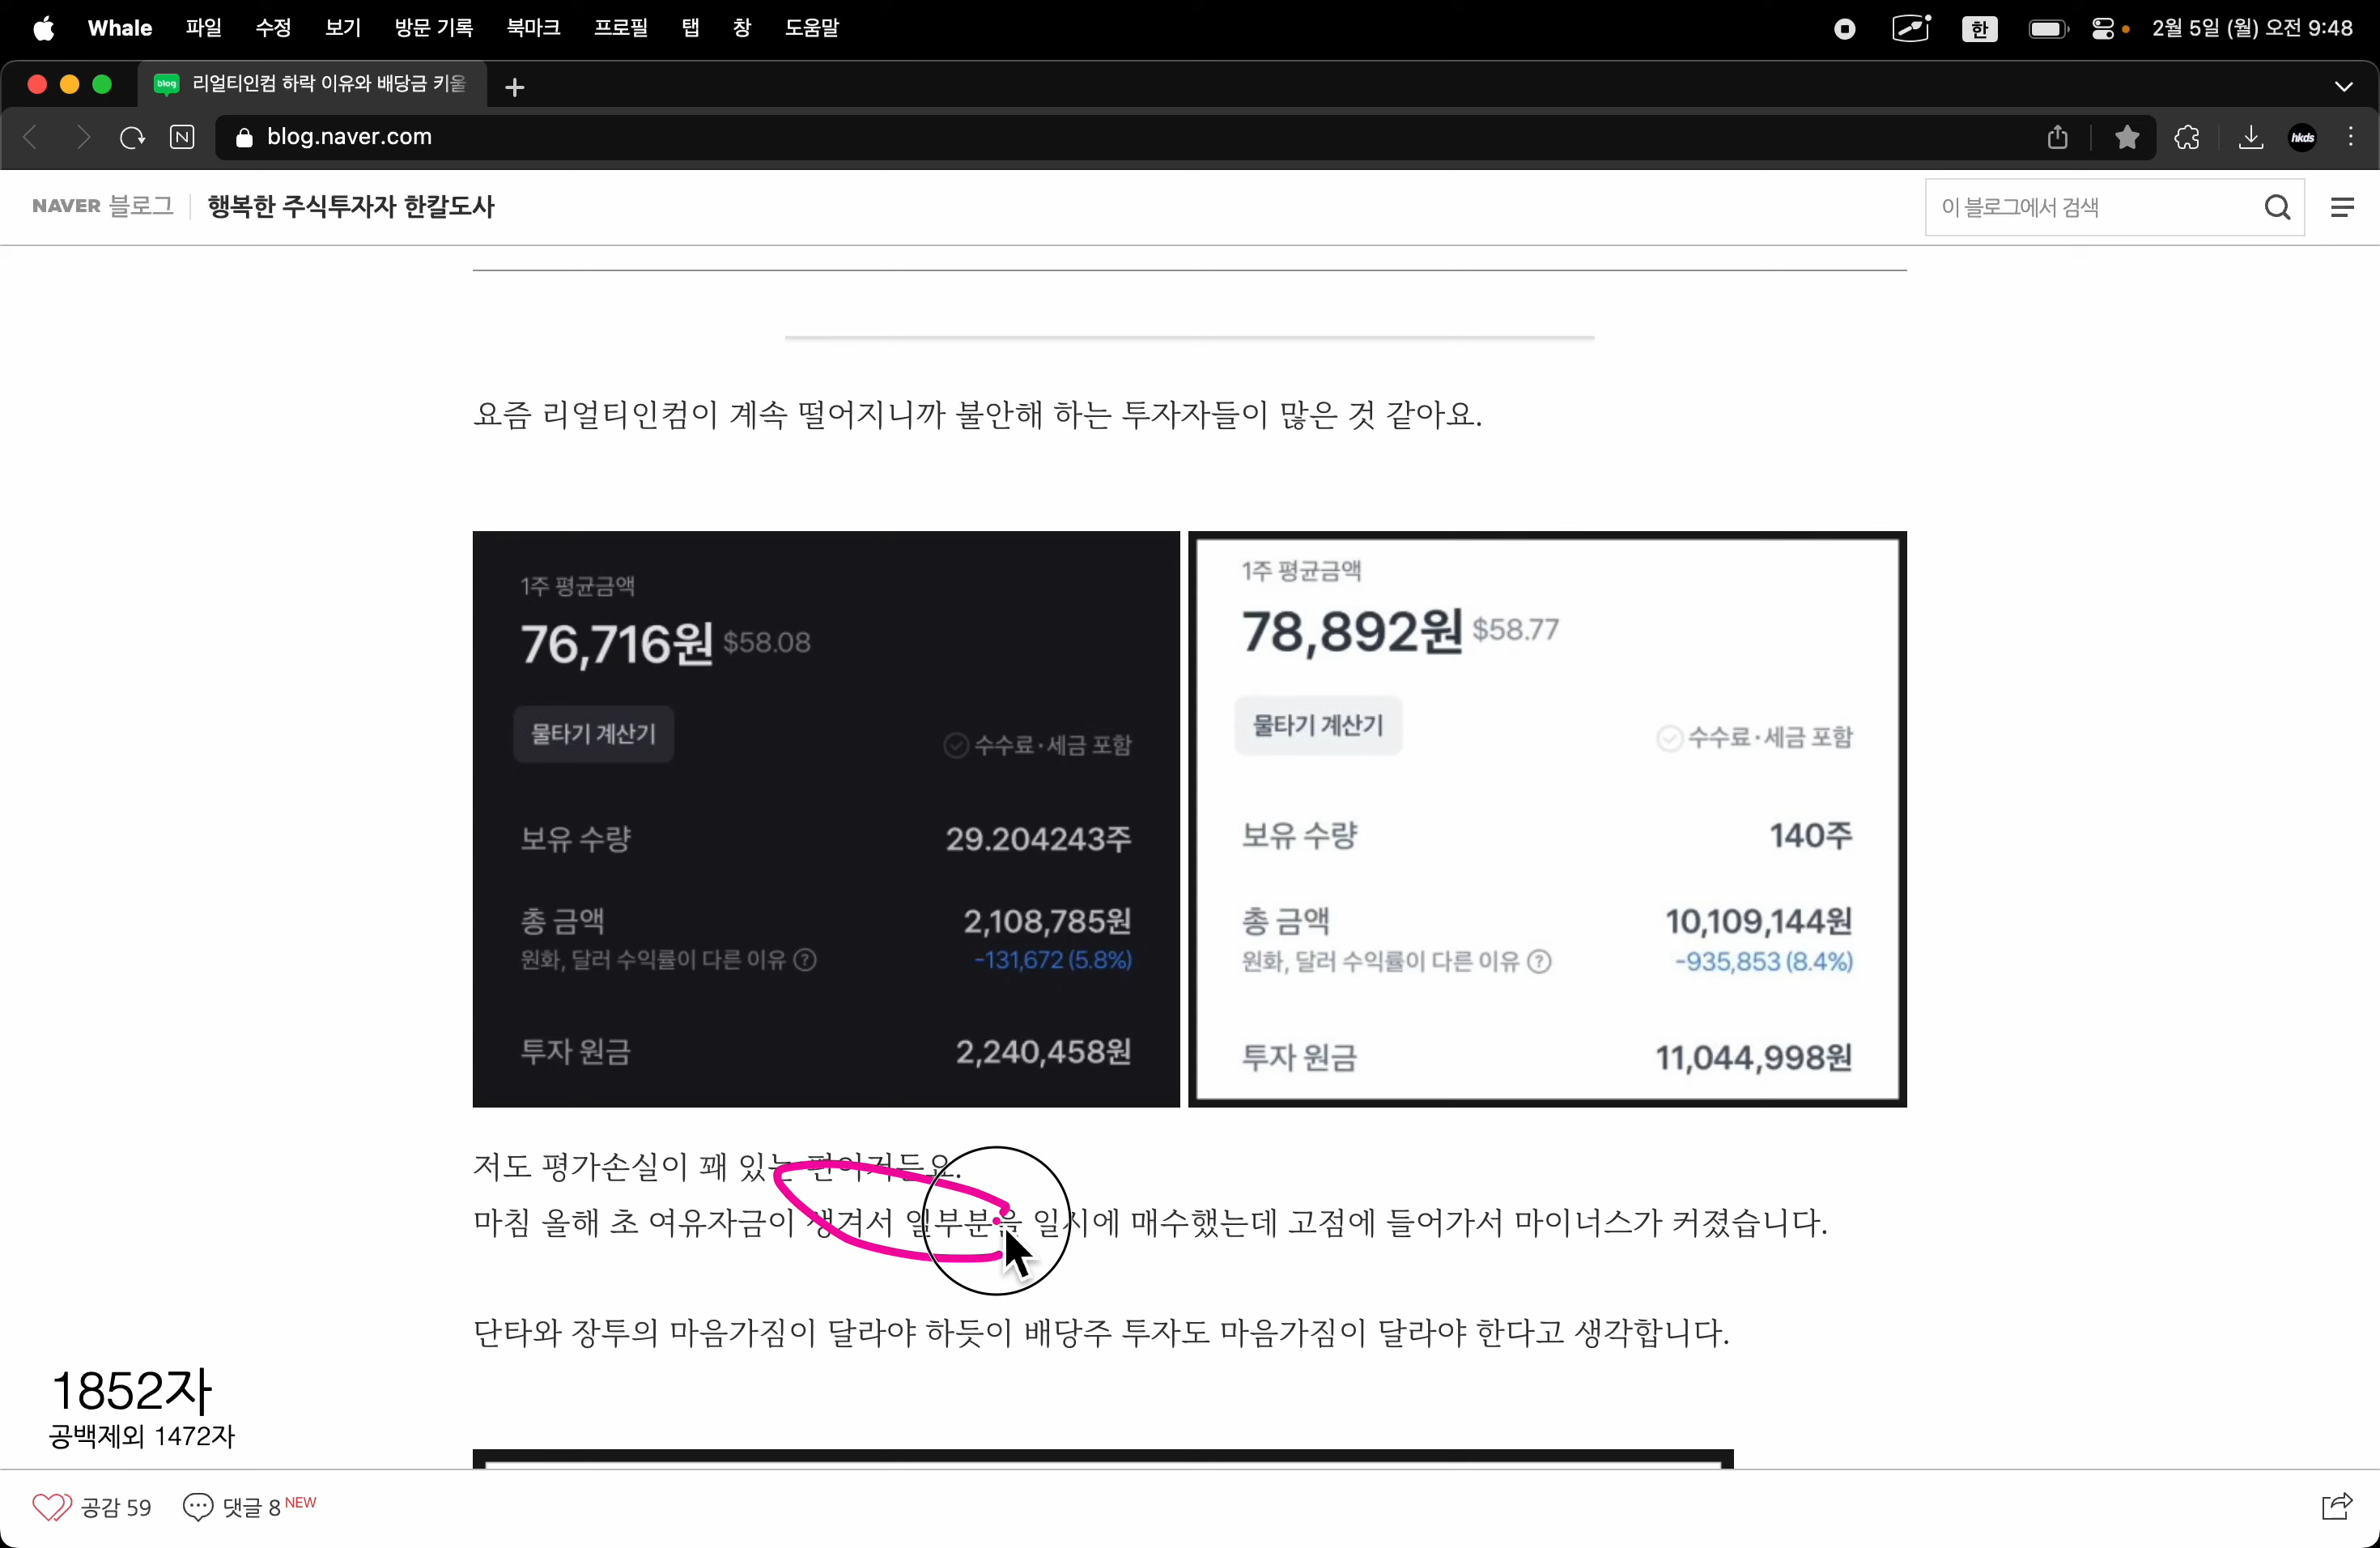 Whale 파일 수정 보기 방문 기록 북마크 프로필 탭 창 도움말 한 2월 5일 (월) 오전 9:48
blog 리얼티인컴 하락 이유와 배당금 키울
N blog.naver.com hkds
NAVER 블로그 행복한 주식투자자 한칼도사 이 블로그에서 검색
요즘 리얼티인컴이 계속 떨어지니까 불안해 하는 투자자들이 많은 것 같아요.
1주 평균금액
76,716원 $58.08
물타기 계산기
수수료·세금 포함
보유 수량 29.204243주
총 금액 2,108,785원
원화, 달러 수익률이 다른 이유 ? -131,672 (5.8%)
투자 원금 2,240,458원
1주 평균금액
78,892원 $58.77
물타기 계산기
수수료·세금 포함
보유 수량 140주
총 금액 10,109,144원
원화, 달러 수익률이 다른 이유 ? -935,853 (8.4%)
투자 원금 11,044,998원
저도 평가손실이 꽤 있는 편이거든요.
마침 올해 초 여유자금이 생겨서 일부분을 일시에 매수했는데 고점에 들어가서 마이너스가 커졌습니다.
단타와 장투의 마음가짐이 달라야 하듯이 배당주 투자도 마음가짐이 달라야 한다고 생각합니다.
1852자
공백제외 1472자
공감 59 댓글 8 NEW